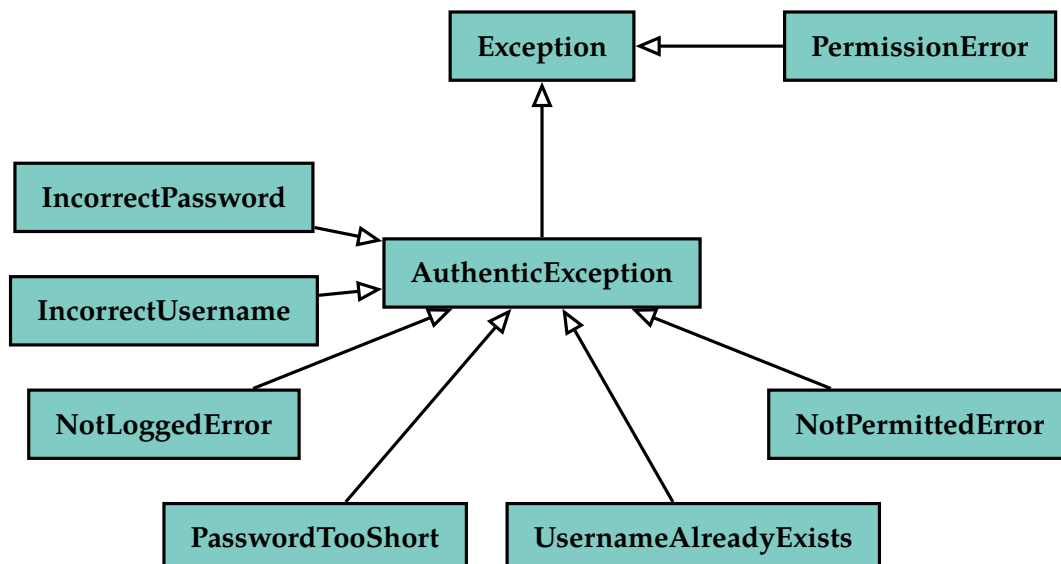 Exception
PermissionError
IncorrectPassword
AuthenticException
IncorrectUsername
NotLoggedError
NotPermittedError
PasswordTooShort
UsernameAlreadyExists